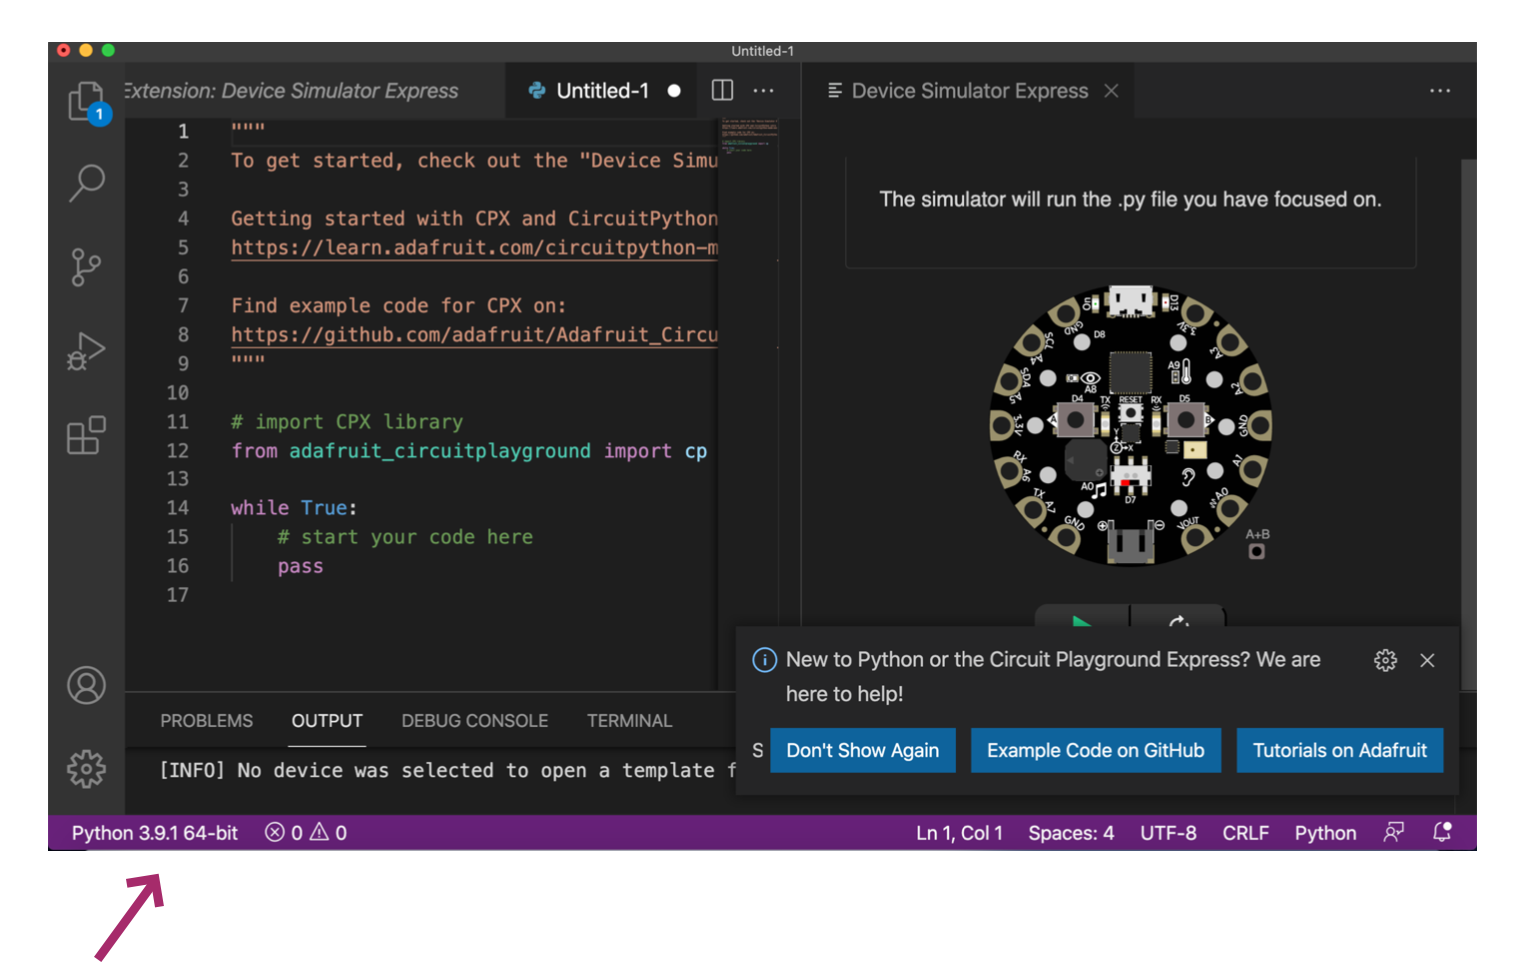 Untitled-1
Extension: Device Simulator Express
Untitled-1
Device Simulator Express
1
1 """
2 To get started, check out the "Device Simu
3
4 Getting started with CPX and CircuitPython
5 https://learn.adafruit.com/circuitpython-m
6
7 Find example code for CPX on:
8 https://github.com/adafruit/Adafruit_Circu
9 """
10
11 # import CPX library
12 from adafruit_circuitplayground import cp
13
14 while True:
15 # start your code here
16 pass
17
The simulator will run the .py file you have focused on.
ON
D13
GND
3.3V
SCL
D8
A3
A4
A9
SDA
A8
A2
A5
D4 TX RESET RX D5
3.3V
A
B
GND
Y
Z X
RX
A1
A6
A0
TX
D7
A0
A7
GND
VOUT
A+B
PROBLEMS OUTPUT DEBUG CONSOLE TERMINAL
[INFO] No device was selected to open a template f
New to Python or the Circuit Playground Express? We are
here to help!
S Don't Show Again Example Code on GitHub Tutorials on Adafruit
Python 3.9.1 64-bit 0 0 Ln 1, Col 1 Spaces: 4 UTF-8 CRLF Python